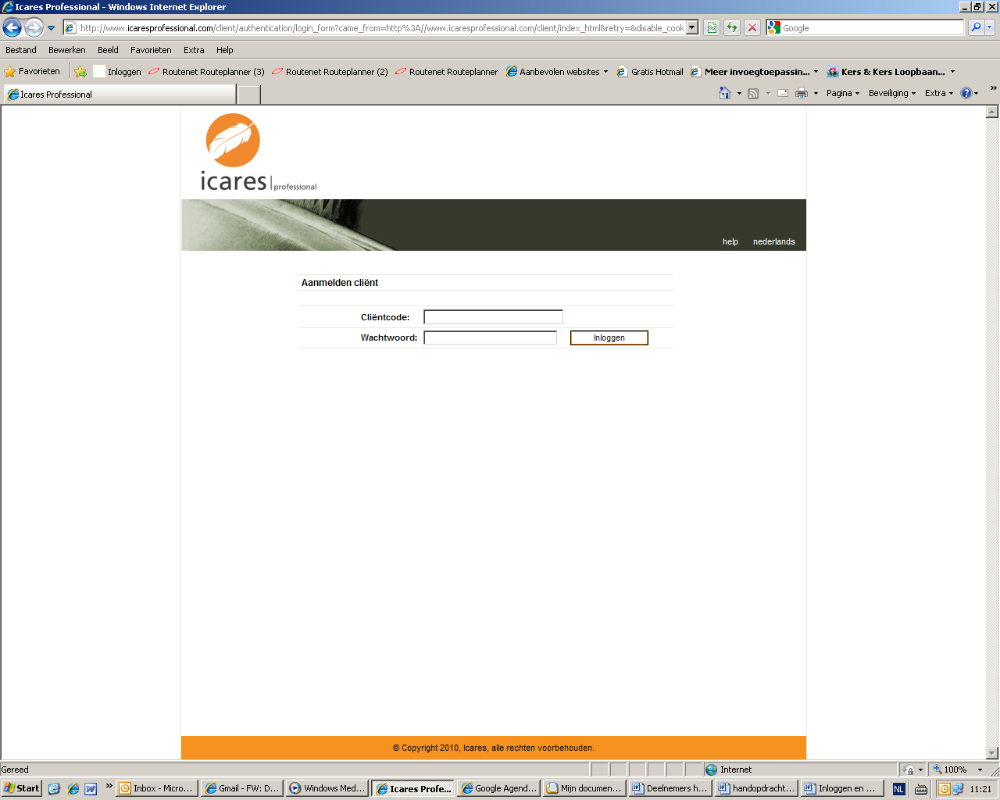 Icares Professional - Windows Internet Explorer
http://www.icaresprofessional.com/client/authentication/login_form?came_from=http%3A//www.icaresprofessional.com/client/index_html&retry=&disable_cook
Google
Bestand Bewerken Beeld Favorieten Extra Help
Favorieten Inloggen Routenet Routeplanner (3) Routenet Routeplanner (2) Routenet Routeplanner Aanbevolen websites Gratis Hotmail Meer invoegtoepassin... Kers & Kers Loopbaan... 
Icares Professional Pagina Beveiliging Extra »
icares | professional
help nederlands
Aanmelden cliënt
Cliëntcode:
Wachtwoord: Inloggen
© Copyright 2010, Icares, alle rechten voorbehouden.
Gereed Internet 100%
Start » Inbox - Micro... Gmail - FW: D... Windows Med... Icares Profe... Google Agend... Mijn documen... Deelnemers h... handopdracht... Inloggen en ... NL 11:21